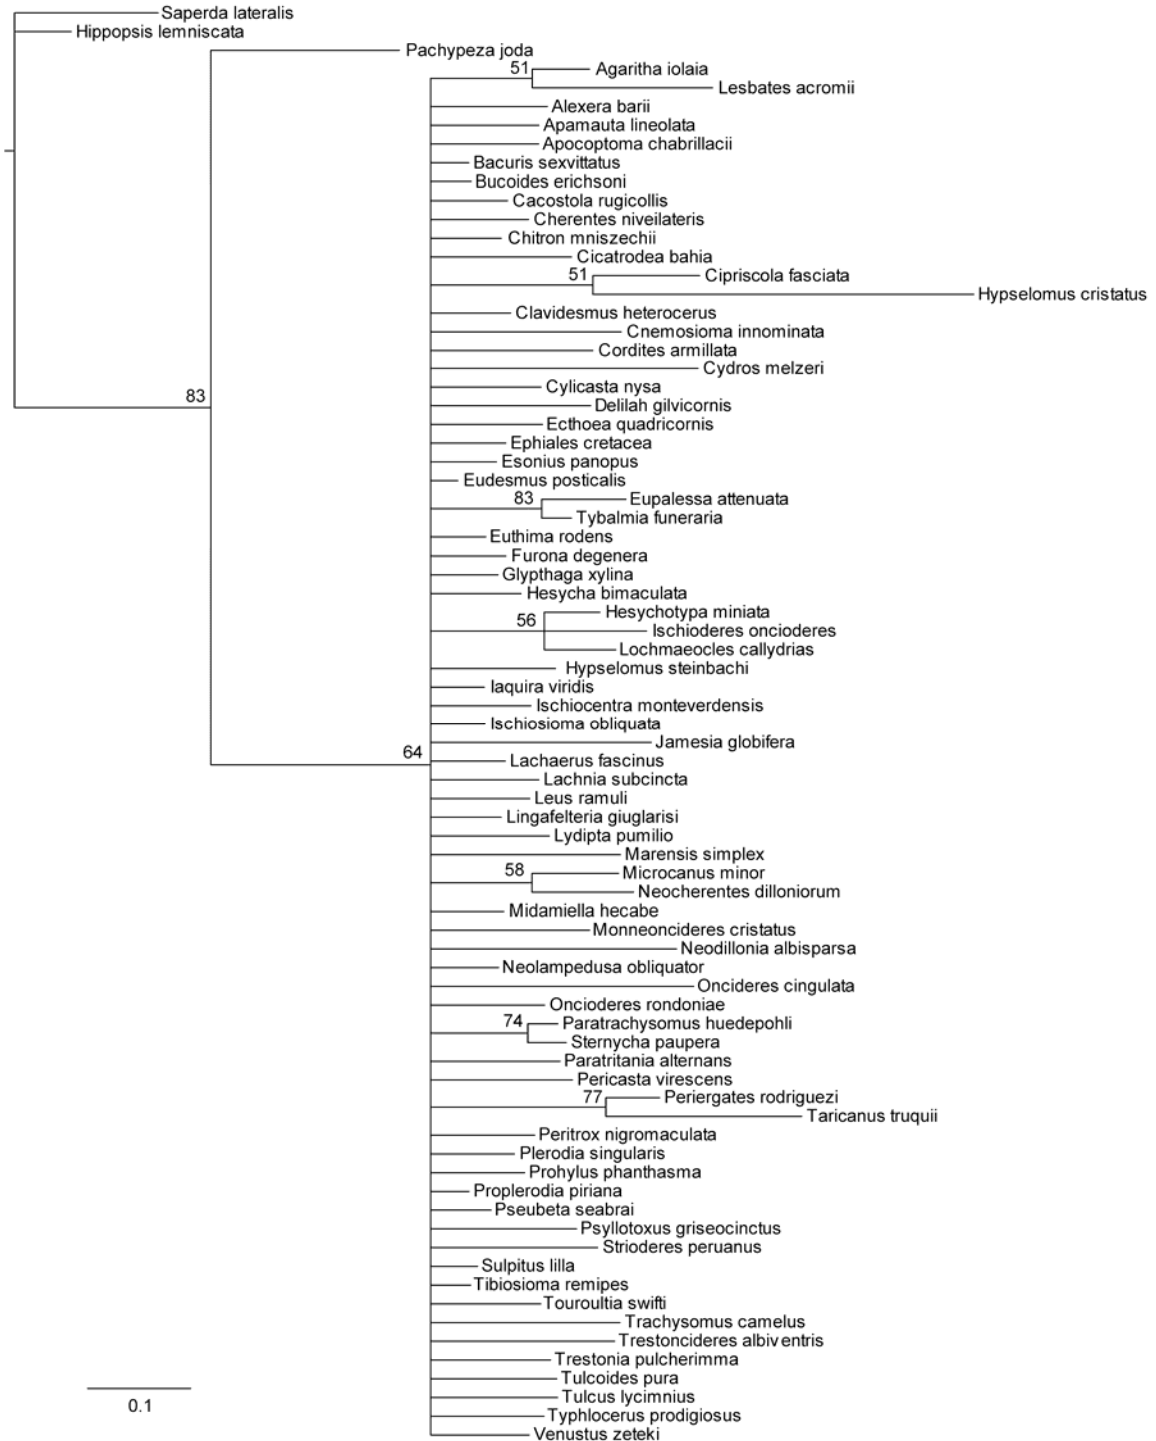 Saperda lateralis
Hippopsis lemniscata
Pachypeza joda
51
Agaritha iolaia
Lesbates acromii
Alexera barii
Apamauta lineolata
Apocoptoma chabrillacii
Bacuris sexvittatus
Bucoides erichsoni
Cacostola rugicollis
Cherentes niveilateris
Chitron mniszechii
Cicatrodea bahia
51
Cipriscola fasciata
Hypselomus cristatus
Clavidesmus heterocerus
Cnemosioma innominata
Cordites armillata
Cydros melzeri
Cylicasta nysa
83
Delilah gilvicornis
Ecthoea quadricornis
Ephiales cretacea
Esonius panopus
Eudesmus posticalis
83
Eupalessa attenuata
Tybalmia funeraria
Euthima rodens
Furona degenera
Glypthaga xylina
Hesycha bimaculata
Hesychotypa miniata
56
Ischioderes oncioderes
Lochmaeocles callydrias
Hypselomus steinbachi
Iaquira viridis
Ischiocentra monteverdensis
Ischiosioma obliquata
Jamesia globifera
64
Lachaerus fascinus
Lachnia subcincta
Leus ramuli
Lingafelteria giuglarisi
Lydipta pumilio
Marensis simplex
58
Microcanus minor
Neocherentes dilloniorum
Midamiella hecabe
Monneoncideres cristatus
Neodillonia albisparsa
Neolampedusa obliquator
Oncideres cingulata
Oncioderes rondoniae
74
Paratrachysomus huedepohli
Sternycha paupera
Paratritania alternans
Pericasta virescens
77
Periergates rodriguezi
Taricanus truquii
Peritrox nigromaculata
Plerodia singularis
Prohylus phanthasma
Proplerodia piriana
Pseubeta seabrai
Psyllotoxus griseocinctus
Strioderes peruanus
Sulpitus lilla
Tibiosioma remipes
Touroultia swifti
Trachysomus camelus
Trestoncideres albiventris
Trestonia pulcherimma
Tulcoides pura
Tulcus lycimnius
0.1
Typhlocerus prodigiosus
Venustus zeteki